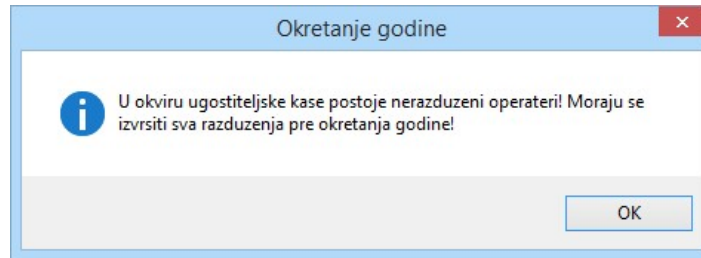 Okretanje godine
U okviru ugostiteljske kase postoje nerazduzeni operateri! Moraju se
izvrsiti sva razduzenja pre okretanja godine!
OK